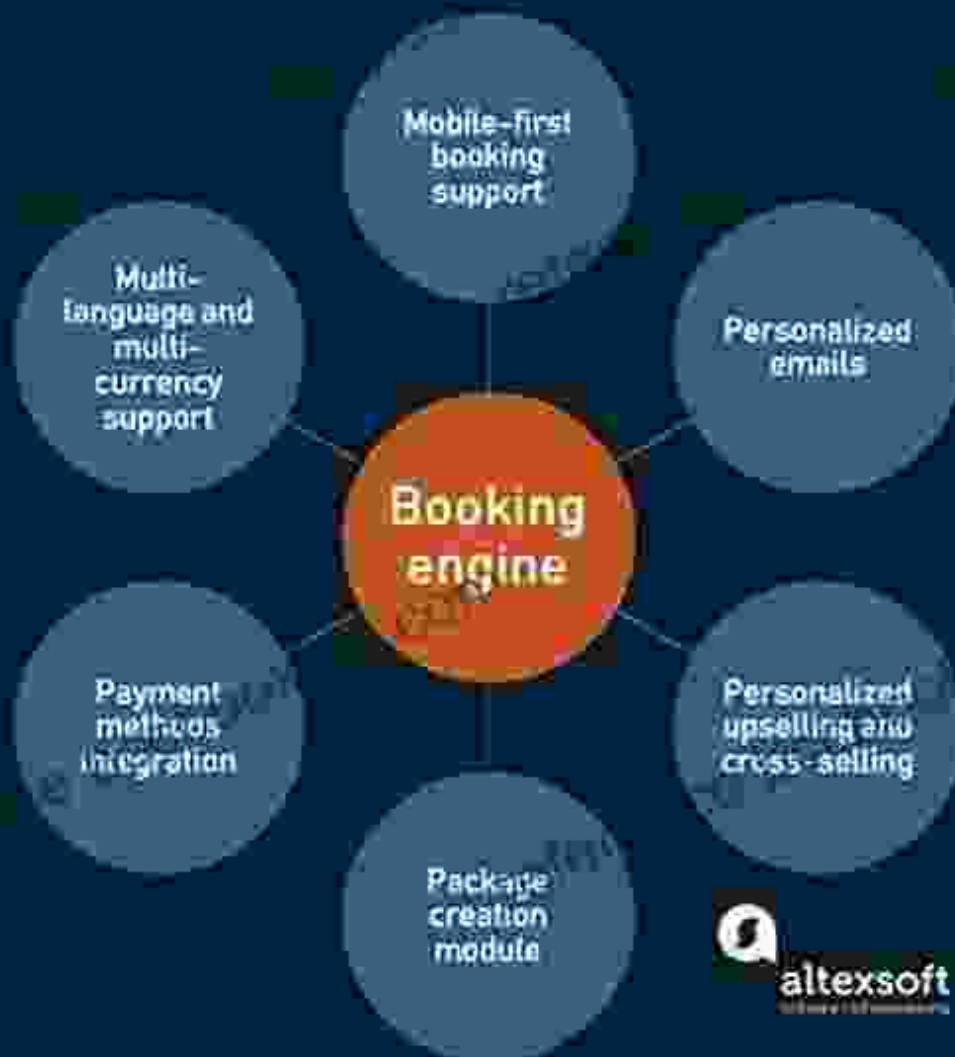 Mobile-first
booking
support
Multi-
language and
multi-
currency
support
Personalized
emails
Booking
engine
Payment
methods
integration
Personalized
upselling and
cross-selling
Package
creation
module
altexsoft